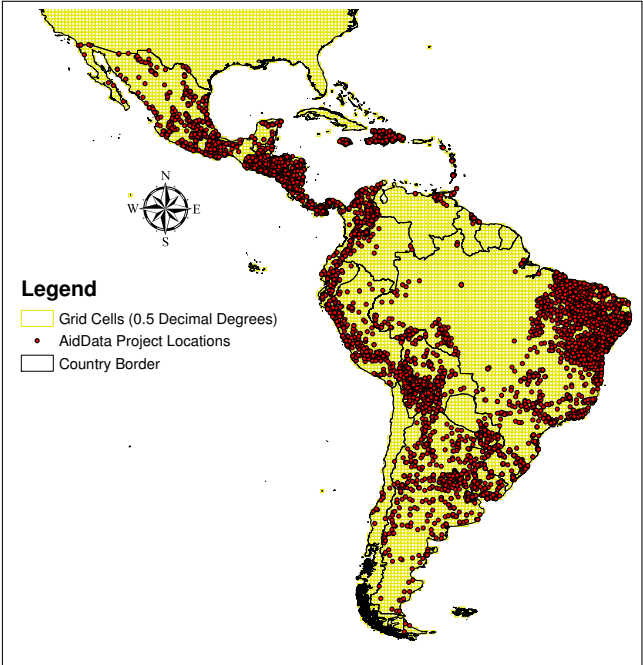 N
W E
S
Legend
Grid Cells (0.5 Decimal Degrees)
AidData Project Locations
Country Border